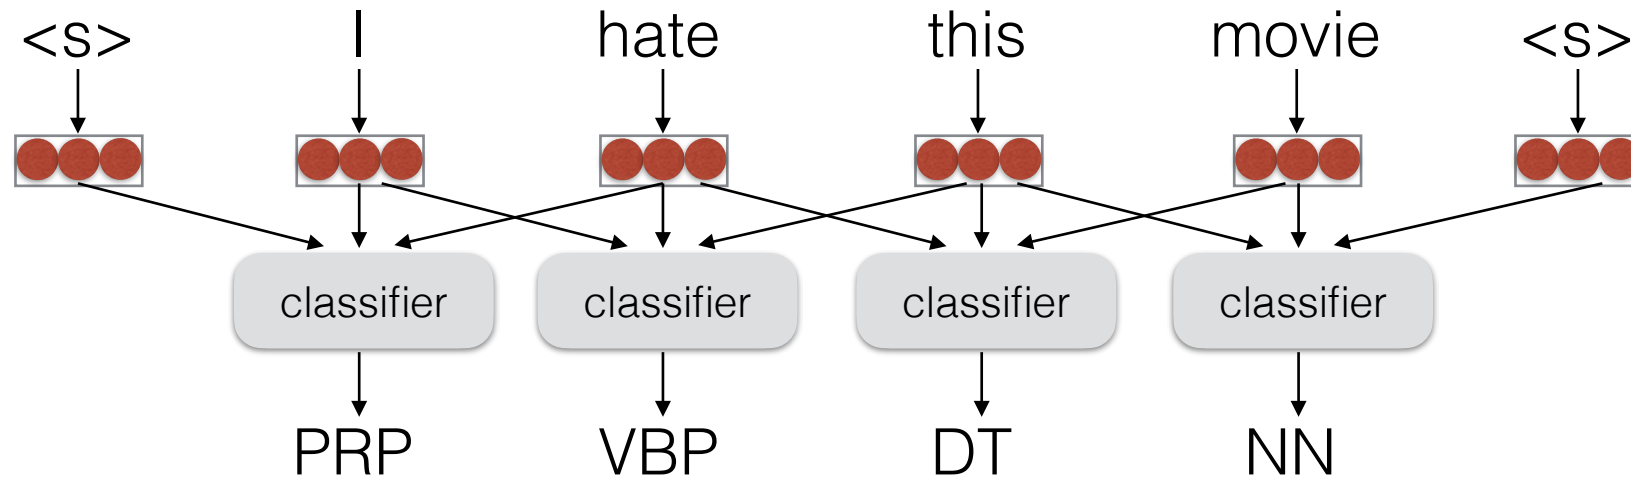 <s> I hate this movie <s>
classifier classifier classifier classifier
PRP VBP DT NN